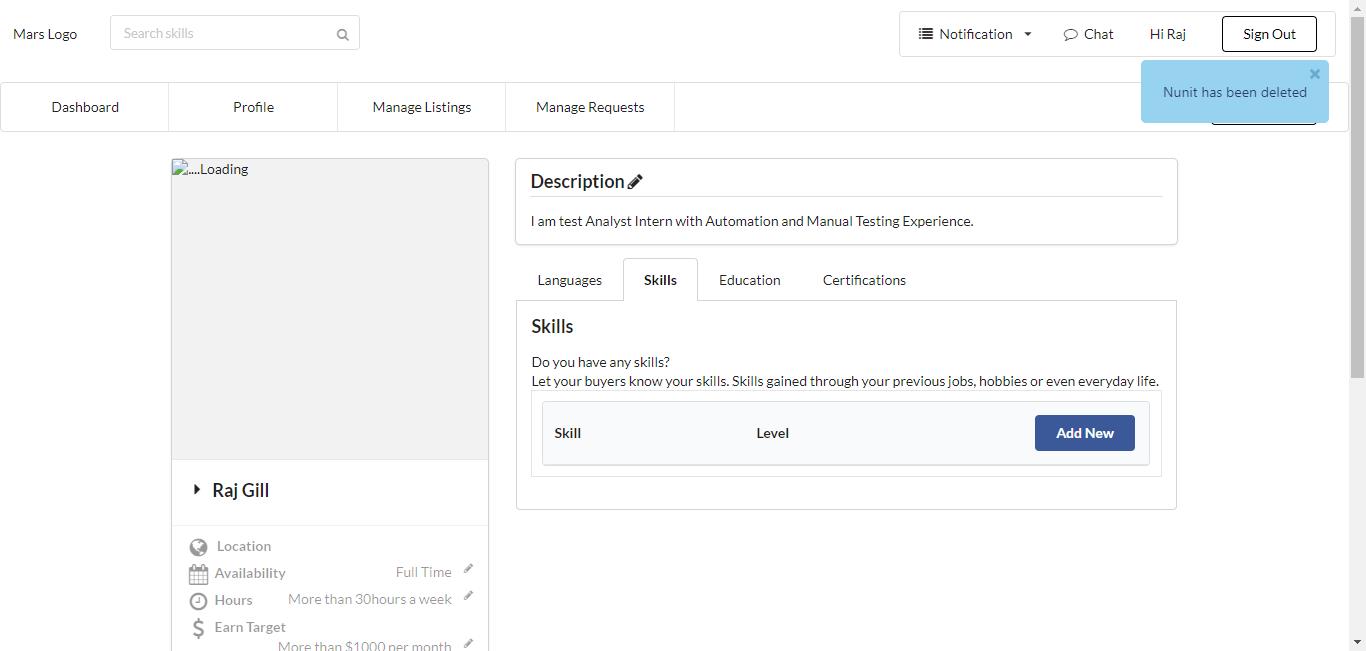 Mars Logo
Search skills
Notification
Chat
Hi Raj
Sign Out
Nunit has been deleted
Dashboard
Profile
Manage Listings
Manage Requests
....Loading
Raj Gill
Location
Availability
Full Time
Hours
More than 30hours a week
Earn Target
More than $1000 per month
Description
I am test Analyst Intern with Automation and Manual Testing Experience.
Languages
Skills
Education
Certifications
Skills
Do you have any skills?
Let your buyers know your skills. Skills gained through your previous jobs, hobbies or even everyday life.
Skill
Level
Add New